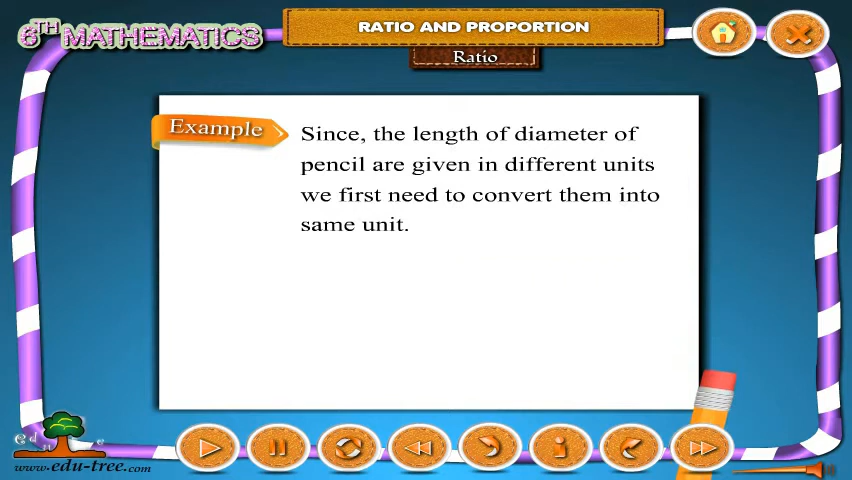 6TH MATHEMATICS
RATIO AND PROPORTION
Ratio
Example
Since, the length of diameter of
pencil are given in different units
we first need to convert them into
same unit.
www.edu-tree.com